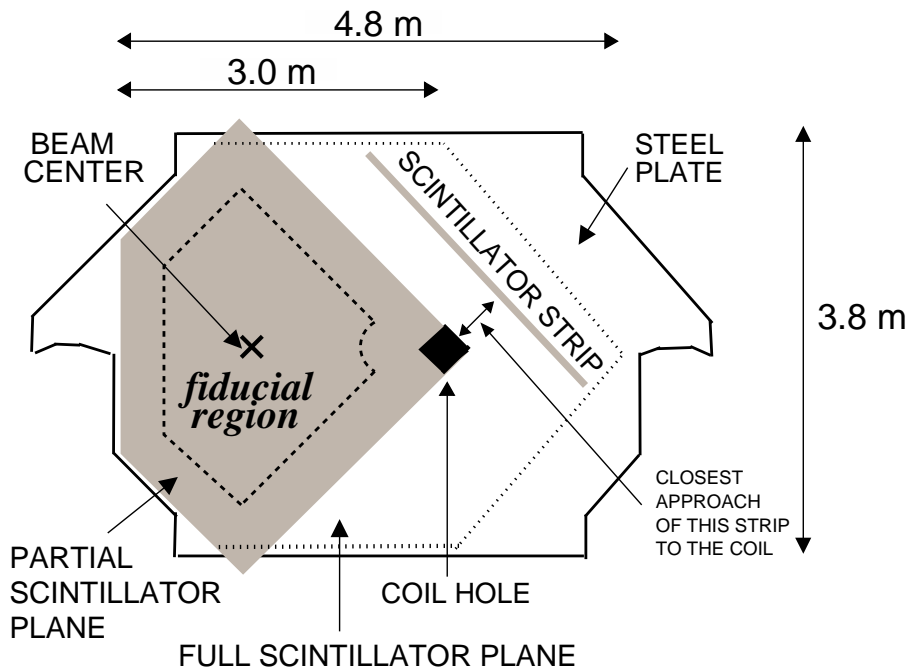 4.8 m
3.0 m
BEAM
CENTER
SCINTILLATOR STRIP
STEEL
PLATE
3.8 m
fiducial
region
CLOSEST
APPROACH
OF THIS STRIP
TO THE COIL
PARTIAL
SCINTILLATOR
PLANE
COIL HOLE
FULL SCINTILLATOR PLANE